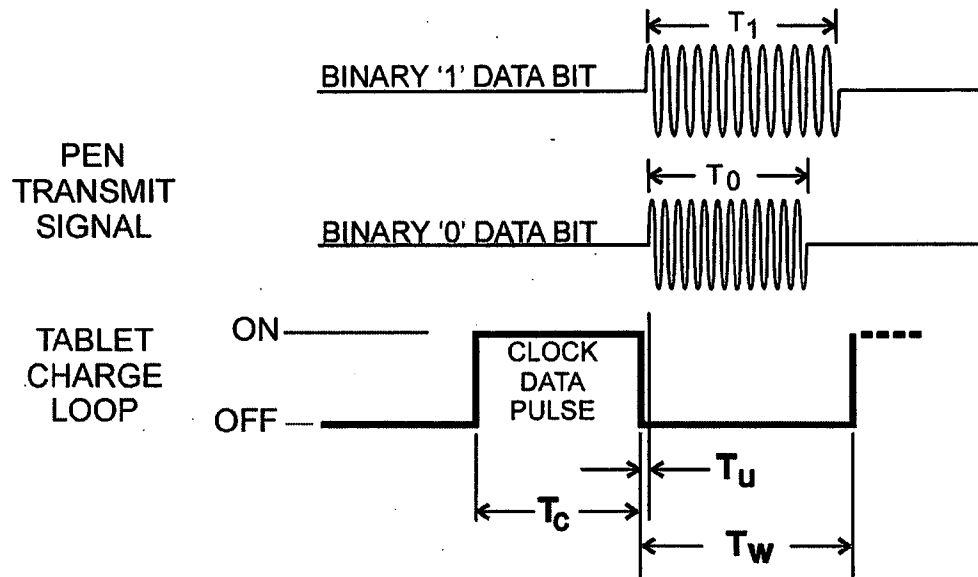 T1
BINARY '1' DATA BIT
PEN
TRANSMIT
SIGNAL
T0
BINARY '0' DATA BIT
TABLET
CHARGE
LOOP
ON
OFF
CLOCK
DATA
PULSE
Tu
Tc
Tw